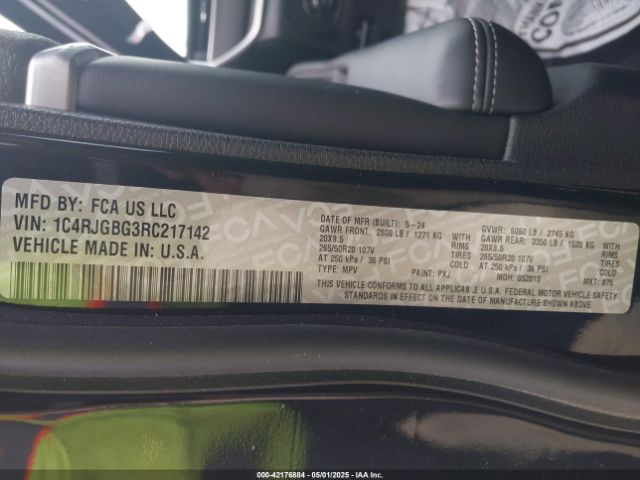 MFD BY: FCA US LLC
VIN: 1C4RJGBG3RC217142
VEHICLE MADE IN: U.S.A.
DATE OF MFR (BUILT): 5-24
GAWR FRONT: 2800 LB / 1271 KG WITH
20X8.5 RIMS
265/50R20 107V TIRES
AT 250 kPa / 36 PSI COLD
TYPE: MPV PAINT: PXJ
GVWR: 6050 LB / 2745 KG
GAWR REAR: 3350 LB / 1520 KG WITH
20X8.5 RIMS
265/50R20 107V TIRES
AT 250 kPa / 36 PSI COLD
MDH: 052013 MKT: 875
THIS VEHICLE CONFORMS TO ALL APPLICABLE U.S.A. FEDERAL MOTOR VEHICLE SAFETY
STANDARDS IN EFFECT ON THE DATE OF MANUFACTURE SHOWN ABOVE.
000-42176884 - 05/01/2025 - IAAI.COM